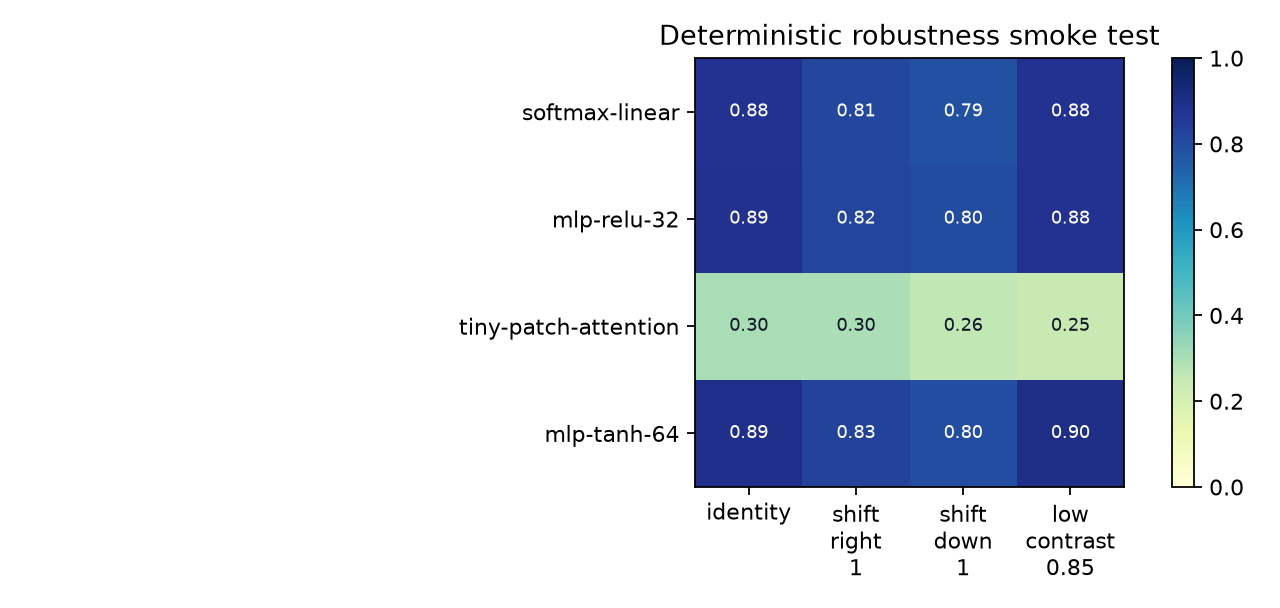 Deterministic robustness smoke test
softmax-linear 0.88 0.81 0.79 0.88
mlp-relu-32 0.89 0.82 0.80 0.88
tiny-patch-attention 0.30 0.30 0.26 0.25
mlp-tanh-64 0.89 0.83 0.80 0.90
identity
shift
right
1
shift
down
1
low
contrast
0.85
1.0
0.8
0.6
0.4
0.2
0.0